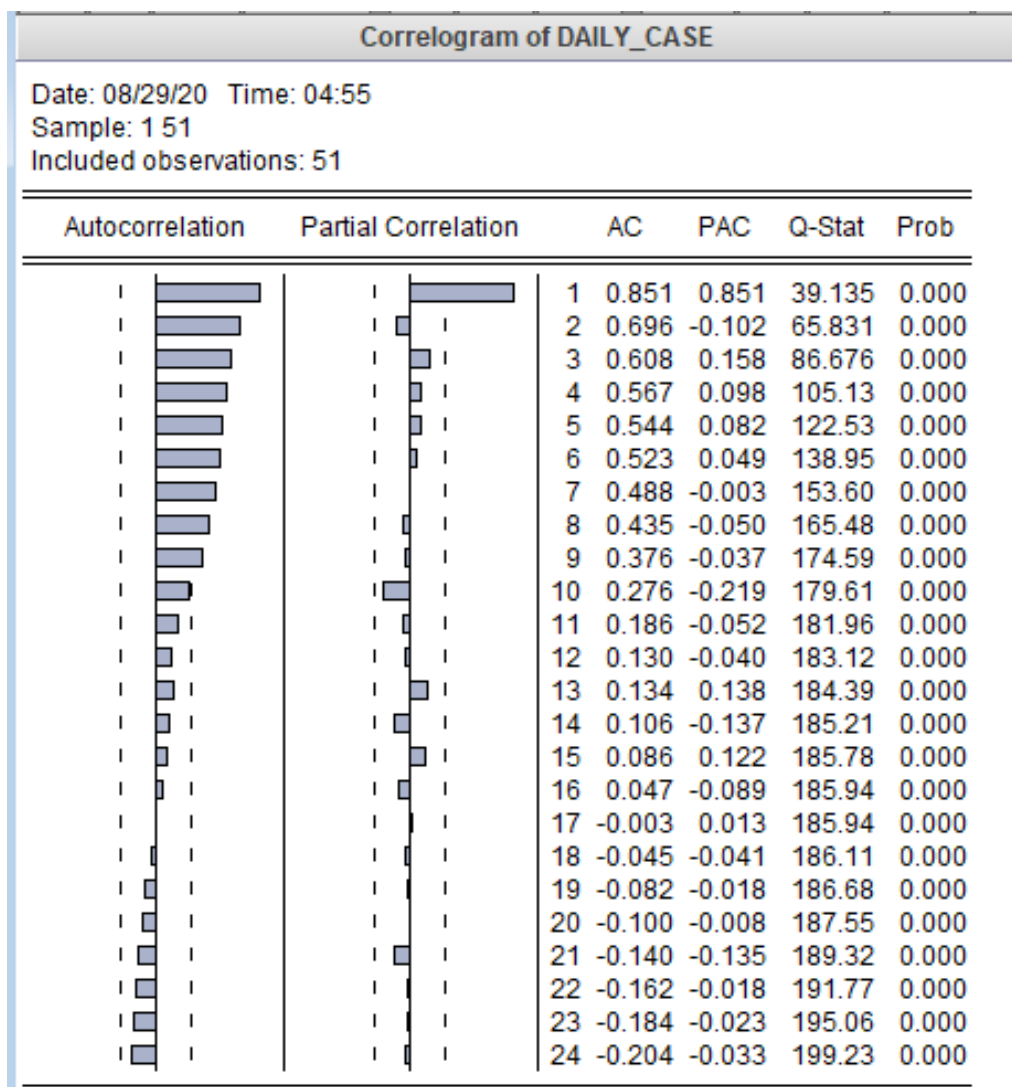 Correlogram of DAILY_CASE
Date: 08/29/20 Time: 04:55
Sample: 1 51
Included observations: 51
Autocorrelation Partial Correlation AC PAC Q-Stat Prob
1 0.851 0.851 39.135 0.000
2 0.696 -0.102 65.831 0.000
3 0.608 0.158 86.676 0.000
4 0.567 0.098 105.13 0.000
5 0.544 0.082 122.53 0.000
6 0.523 0.049 138.95 0.000
7 0.488 -0.003 153.60 0.000
8 0.435 -0.050 165.48 0.000
9 0.376 -0.037 174.59 0.000
10 0.276 -0.219 179.61 0.000
11 0.186 -0.052 181.96 0.000
12 0.130 -0.040 183.12 0.000
13 0.134 0.138 184.39 0.000
14 0.106 -0.137 185.21 0.000
15 0.086 0.122 185.78 0.000
16 0.047 -0.089 185.94 0.000
17 -0.003 0.013 185.94 0.000
18 -0.045 -0.041 186.11 0.000
19 -0.082 -0.018 186.68 0.000
20 -0.100 -0.008 187.55 0.000
21 -0.140 -0.135 189.32 0.000
22 -0.162 -0.018 191.77 0.000
23 -0.184 -0.023 195.06 0.000
24 -0.204 -0.033 199.23 0.000